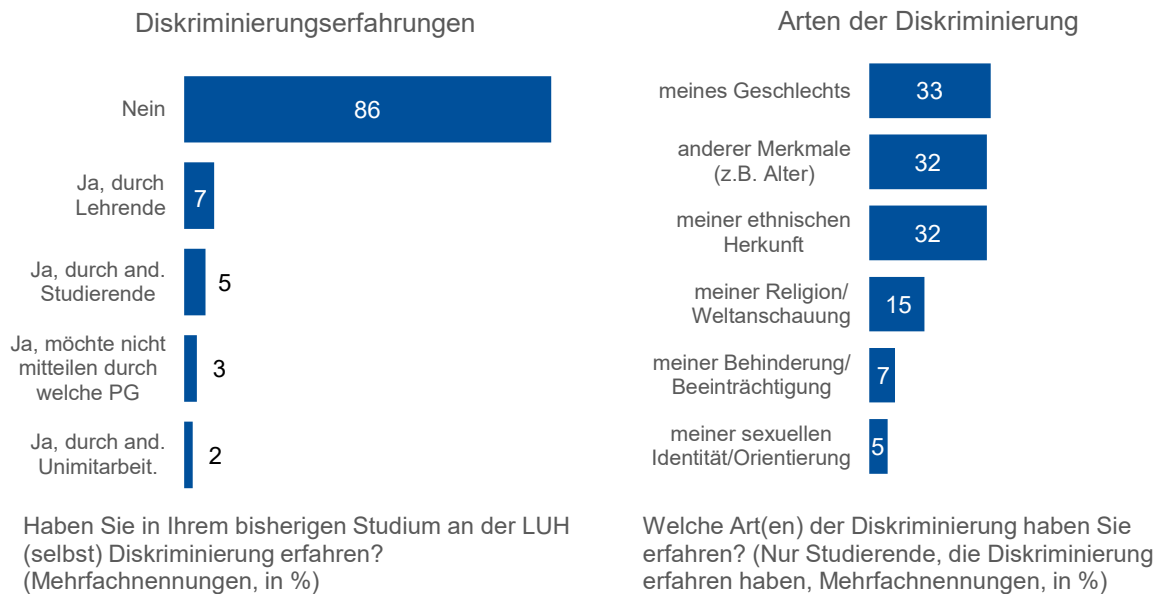 Diskriminierungserfahrungen
Nein
86
Ja, durch
Lehrende
7
Ja, durch and.
Studierende
5
Ja, möchte nicht
mitteilen durch
welche PG
3
Ja, durch and.
Unimitarbeit.
2
Haben Sie in Ihrem bisherigen Studium an der LUH
(selbst) Diskriminierung erfahren?
(Mehrfachnennungen, in %)
Arten der Diskriminierung
meines Geschlechts
33
anderer Merkmale
(z.B. Alter)
32
meiner ethnischen
Herkunft
32
meiner Religion/
Weltanschauung
15
meiner Behinderung/
Beeinträchtigung
7
meiner sexuellen
Identität/Orientierung
5
Welche Art(en) der Diskriminierung haben Sie
erfahren? (Nur Studierende, die Diskriminierung
erfahren haben, Mehrfachnennungen, in %)